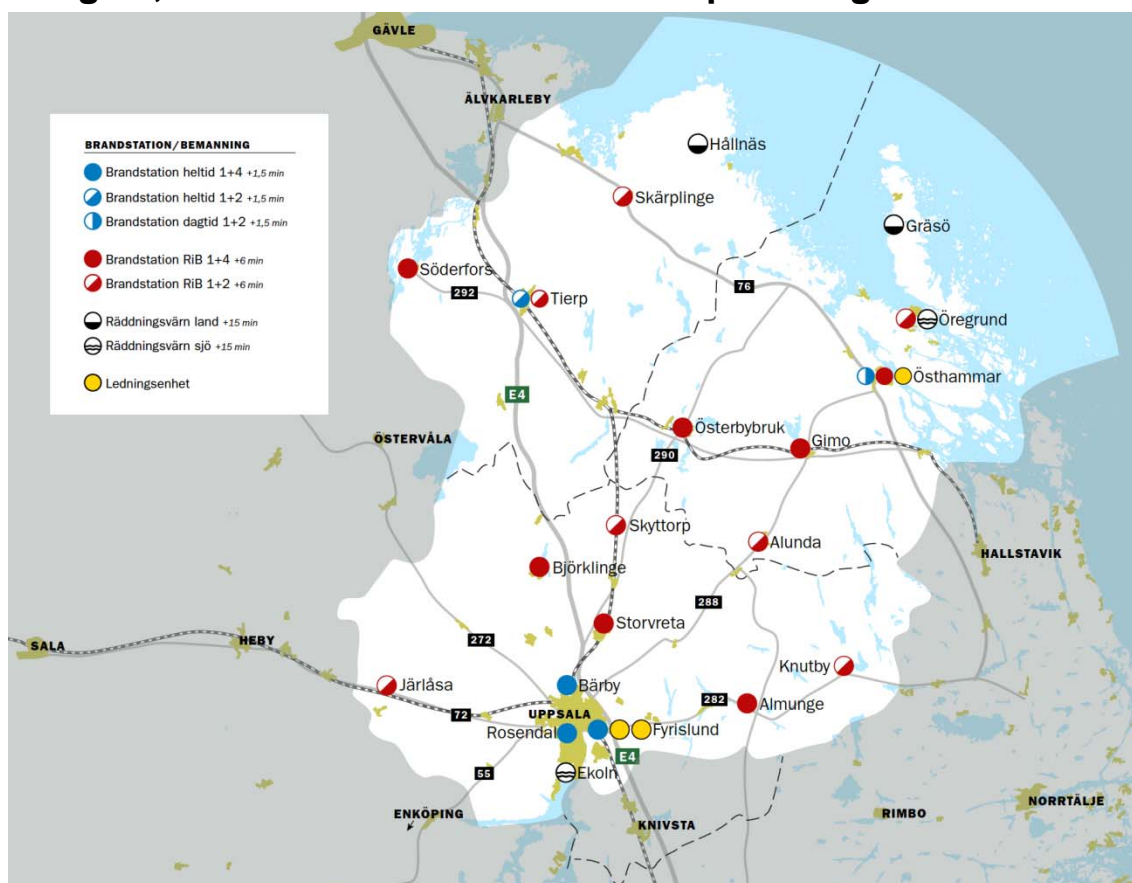 GÄVLE
ÄLVKARLEBY
BRANDSTATION/BEMANNING
Brandstation heltid 1+4 +1,5 min
Brandstation heltid 1+2 +1,5 min
Brandstation dagtid 1+2 +1,5 min
Brandstation RiB 1+4 +6 min
Brandstation RiB 1+2 +6 min
Räddningsvärn land +15 min
Räddningsvärn sjö +15 min
Ledningsenhet
Hållnäs
Skärplinge
Gräsö
Söderfors
292
Tierp
76
Öregrund
Östhammar
E4
Österbybruk
Gimo
ÖSTERVÅLA
290
Skyttorp
Alunda
HALLSTAVIK
Björklinge
288
Storvreta
272
SALA
HEBY
Knutby
Järlåsa
Bärby
282
Almunge
72
UPPSALA
Rosendal
Fyrislund
E4
55
Ekoln
ENKÖPING
KNIVSTA
RIMBO
NORRTÄLJE